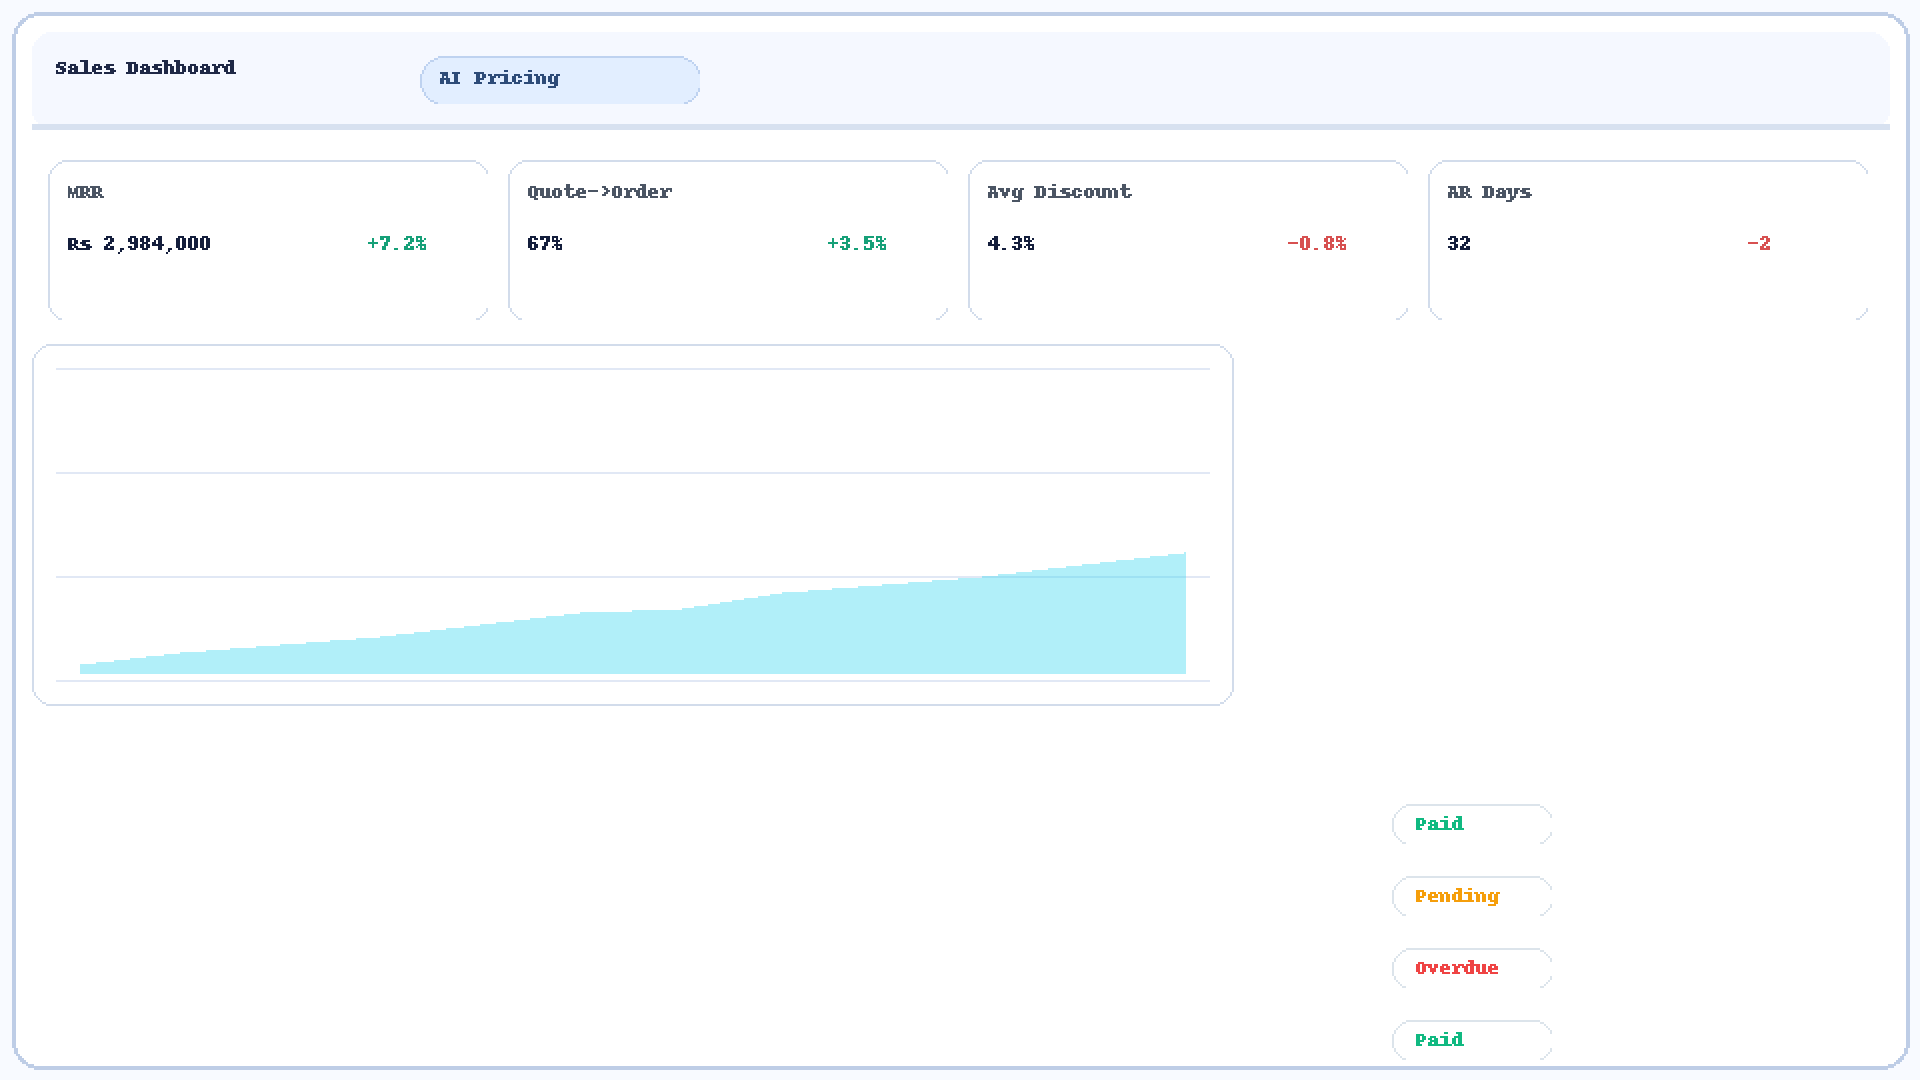 Sales Dashboard
AI Pricing
MRR
Rs 2,984,000 +7.2%
Quote->Order
67% +3.5%
Avg Discount
4.3% -0.8%
AR Days
32 -2
Paid
Pending
Overdue
Paid